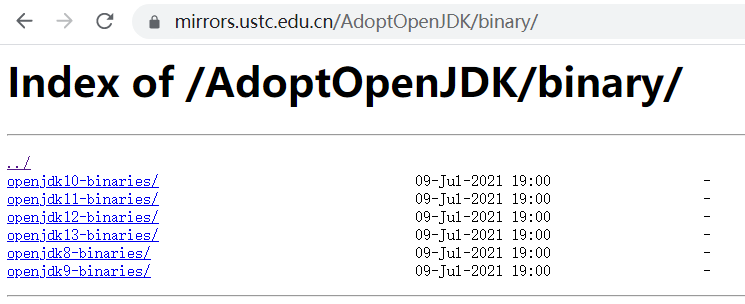 mirrors.ustc.edu.cn/AdoptOpenJDK/binary/
Index of /AdoptOpenJDK/binary/
../
openjdk10-binaries/ 09-Jul-2021 19:00 -
openjdk11-binaries/ 09-Jul-2021 19:00 -
openjdk12-binaries/ 09-Jul-2021 19:00 -
openjdk13-binaries/ 09-Jul-2021 19:00 -
openjdk8-binaries/ 09-Jul-2021 19:00 -
openjdk9-binaries/ 09-Jul-2021 19:00 -